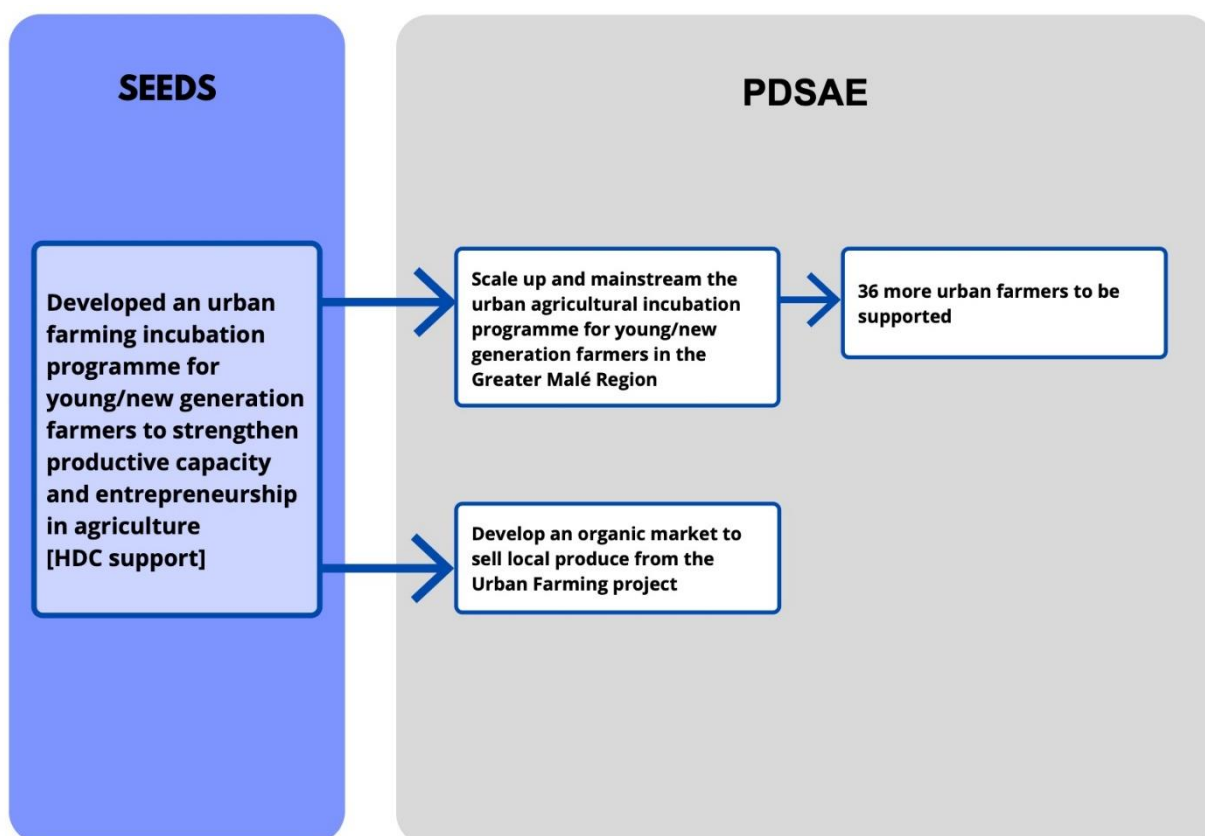 SEEDS
Developed an urban
farming incubation
programme for
young/new generation
farmers to strengthen
productive capacity
and entrepreneurship
in agriculture
[HDC support]
PDSAE
Scale up and mainstream the
urban agricultural incubation
programme for young/new
generation farmers in the
Greater Malé Region
36 more urban farmers to be
supported
Develop an organic market to
sell local produce from the
Urban Farming project